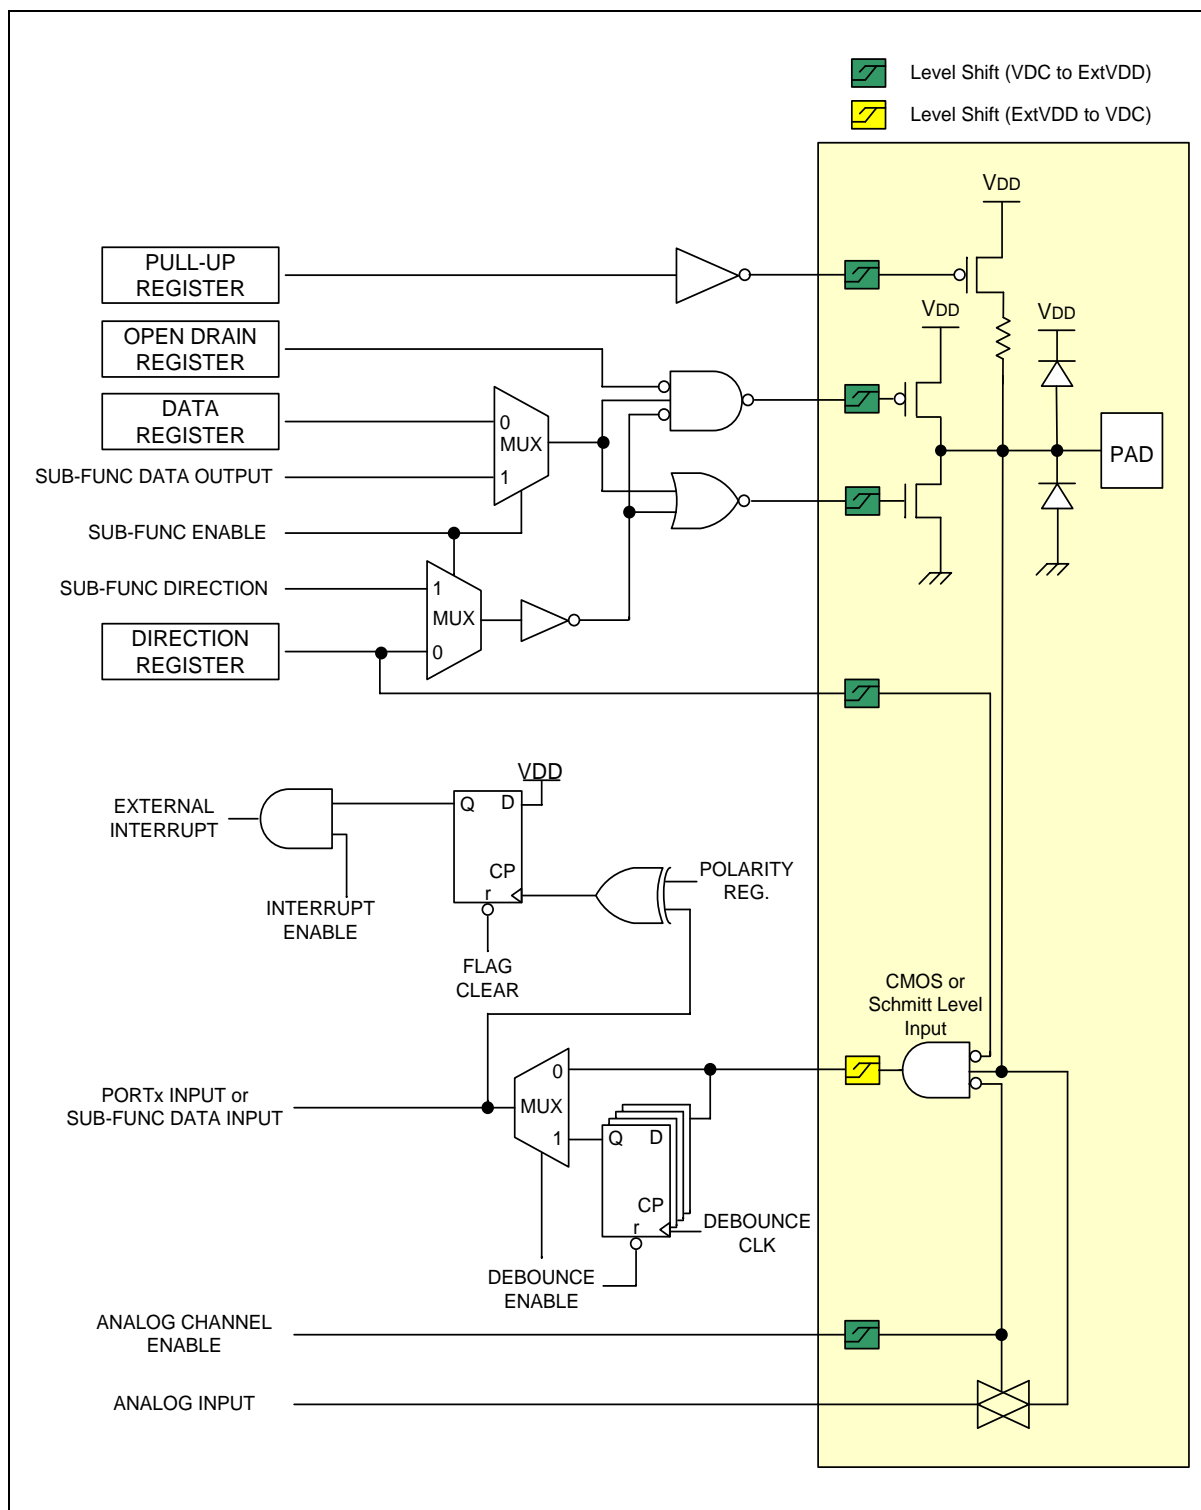 Level Shift (VDC to ExtVDD)
Level Shift (ExtVDD to VDC)
VDD
PULL-UP
REGISTER
VDD
VDD
OPEN DRAIN
REGISTER
DATA
REGISTER
0
MUX
1
PAD
SUB-FUNC DATA OUTPUT
SUB-FUNC ENABLE
SUB-FUNC DIRECTION
1
MUX
0
DIRECTION
REGISTER
VDD
Q D
CP
r
EXTERNAL
INTERRUPT
INTERRUPT
ENABLE
POLARITY
REG.
FLAG
CLEAR
CMOS or
Schmitt Level
Input
PORTx INPUT or
SUB-FUNC DATA INPUT
0
MUX
1
Q D
CP
r
DEBOUNCE
CLK
DEBOUNCE
ENABLE
ANALOG CHANNEL
ENABLE
ANALOG INPUT